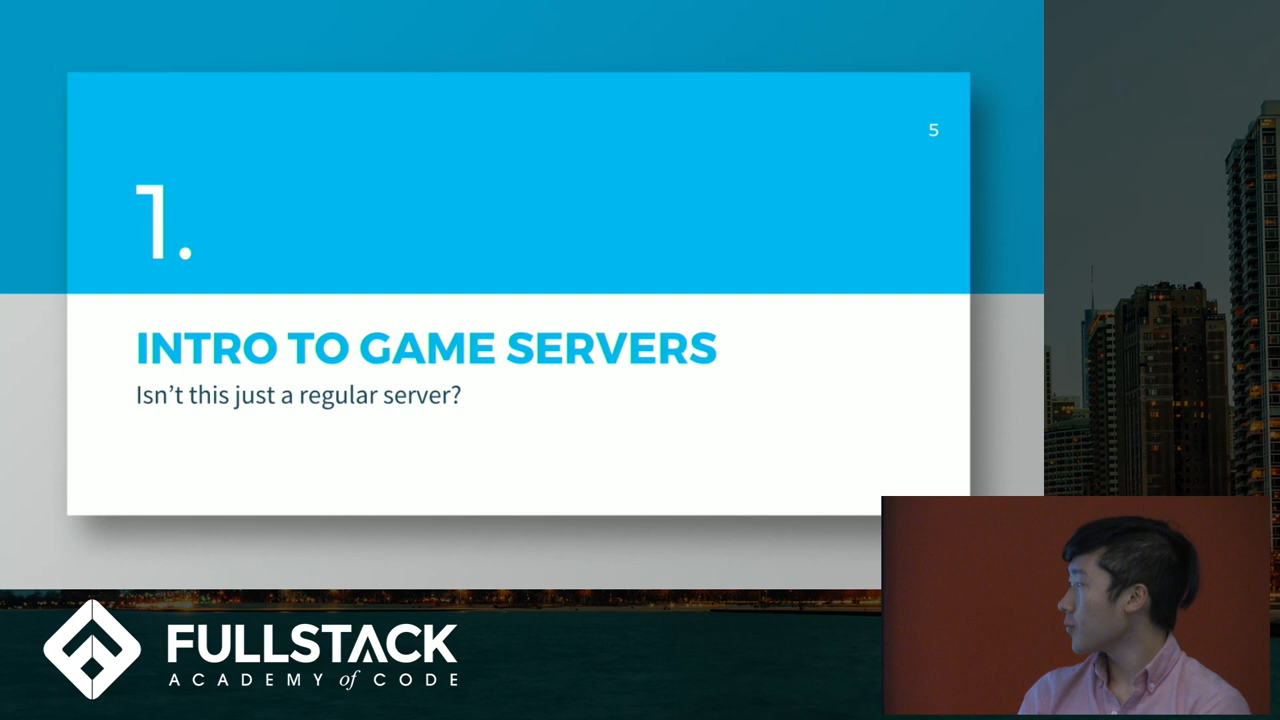 5
1.
INTRO TO GAME SERVERS
Isn't this just a regular server?
FULLSTACK
ACADEMY of CODE